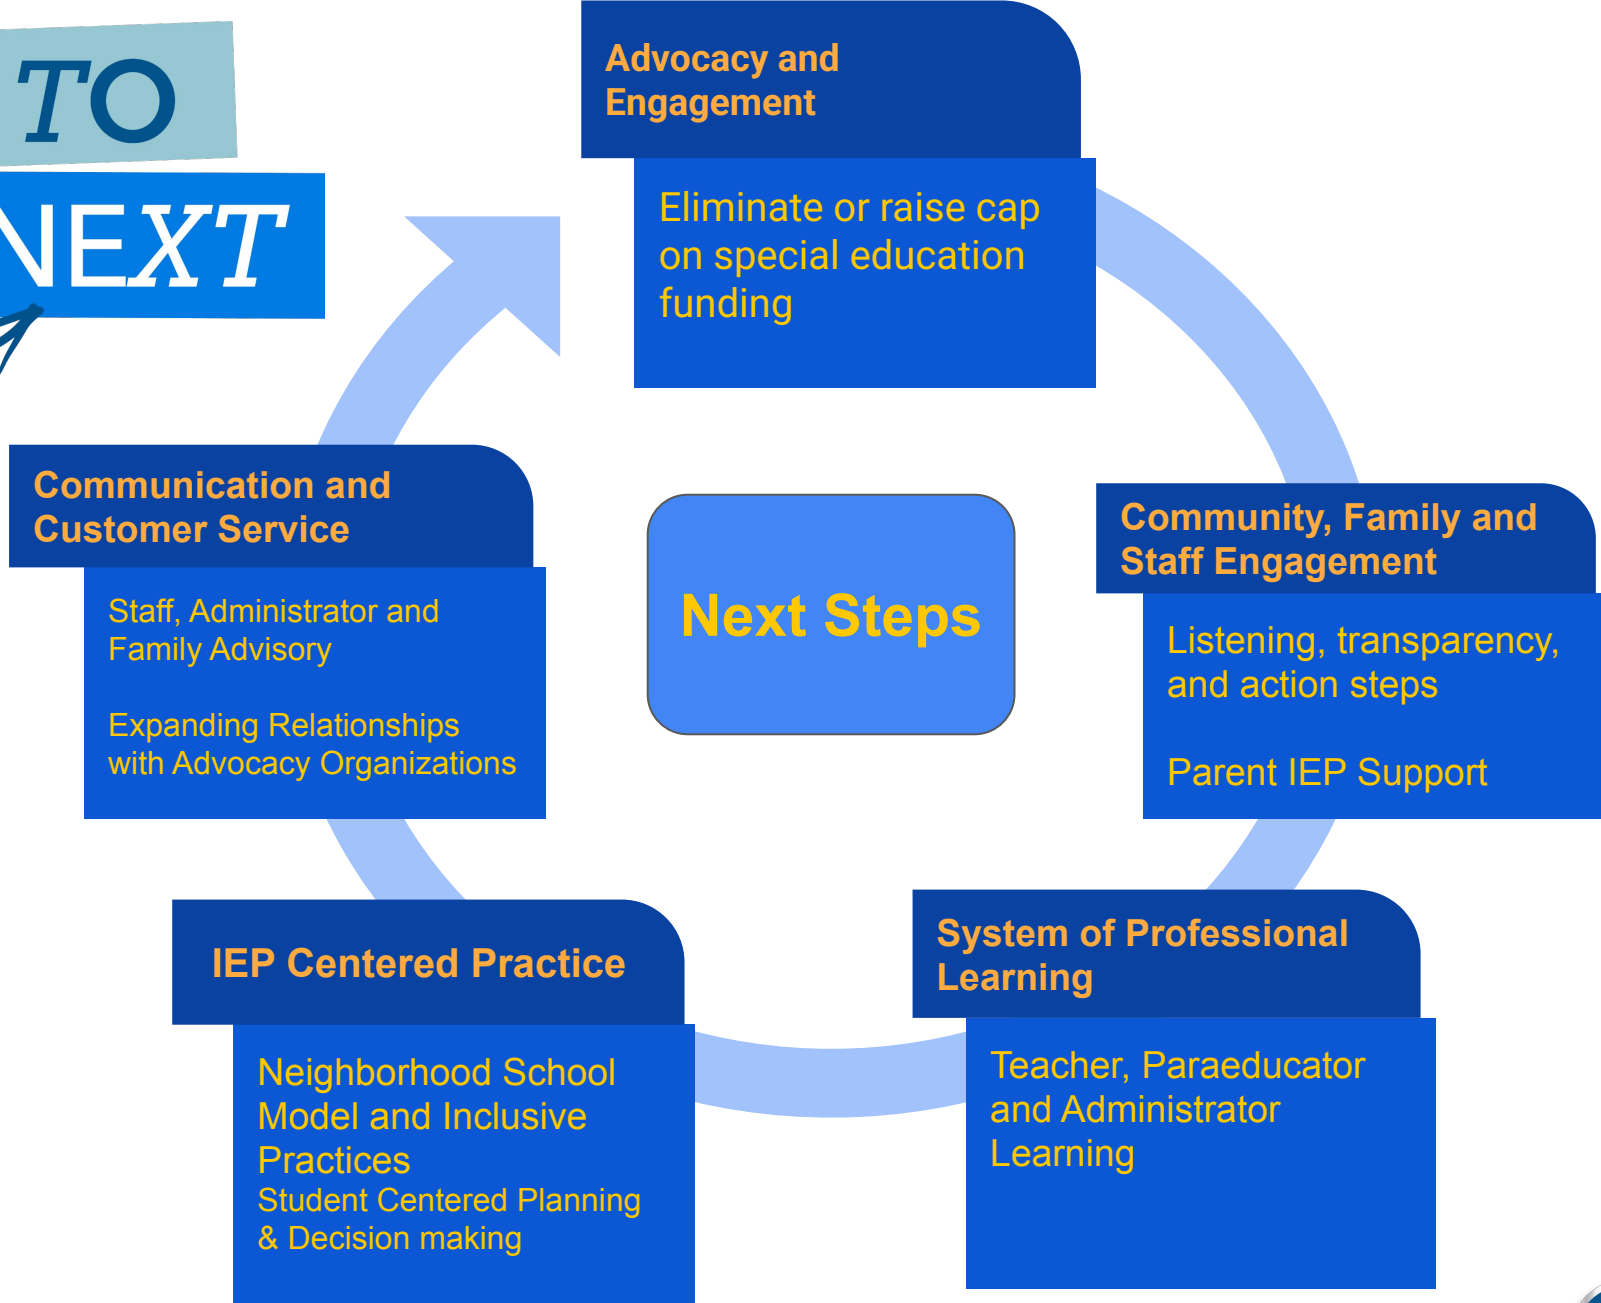 TO
NEXT
Advocacy and
Engagement
Eliminate or raise cap
on special education
funding
Communication and
Customer Service
Staff, Administrator and
Family Advisory
Expanding Relationships
with Advocacy Organizations
Next Steps
Community, Family and
Staff Engagement
Listening, transparency,
and action steps
Parent IEP Support
IEP Centered Practice
Neighborhood School
Model and Inclusive
Practices
Student Centered Planning
& Decision making
System of Professional
Learning
Teacher, Paraeducator
and Administrator
Learning